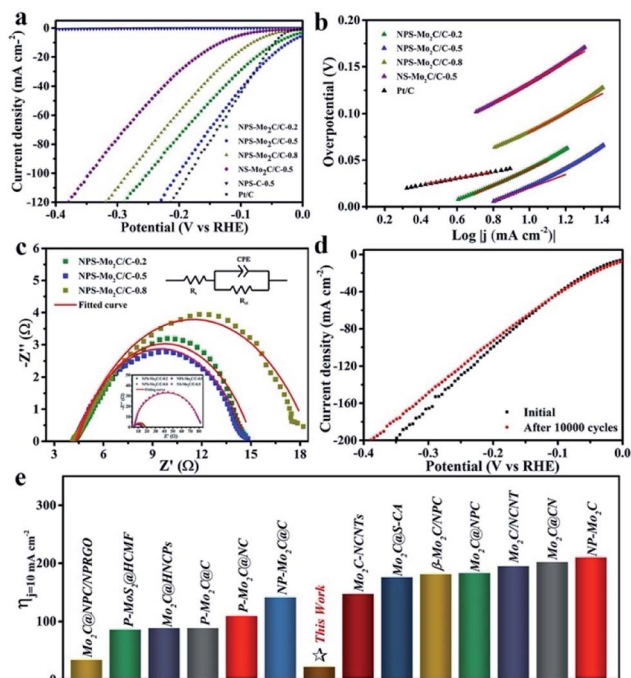 a
0
-20
-40
-60
-80
-100
-120
Current density (mA cm⁻²)
-0.4 -0.3 -0.2 -0.1 0.0
Potential (V vs RHE)
NPS-Mo₂C/C-0.2
NPS-Mo₂C/C-0.5
NPS-Mo₂C/C-0.8
NS-Mo₂C/C-0.5
NPS-C-0.5
Pt/C
b
0.20
0.15
0.10
0.05
0.00
Overpotential (V)
0.3 0.6 0.9 1.2 1.5
Log |j (mA cm⁻²)|
NPS-Mo₂C/C-0.2
NPS-Mo₂C/C-0.5
NPS-Mo₂C/C-0.8
NS-Mo₂C/C-0.5
Pt/C
c
6
5
4
3
2
1
0
-Z'' (Ω)
3 6 9 12 15 18
Z' (Ω)
NPS-Mo₂C/C-0.2
NPS-Mo₂C/C-0.5
NPS-Mo₂C/C-0.8
Fitted curve
CPE
d
0
-40
-80
-120
-160
-200
Current density (mA cm⁻²)
-0.4 -0.3 -0.2 -0.1 0.0
Potential (V vs RHE)
Initial
After 10000 cycles
e
300
200
100
0
η j=10 mA cm⁻²
Mo₂C@NPC/NPRGO
P-MoS₂@HCMF
Mo₂C@HNCPs
P-Mo₂C@C
P-Mo₂C@NC
NP-Mo₂C@C
☆ This Work
Mo₂C-NCNTs
Mo₂C@S-CA
β-Mo₂C/NPC
Mo₂C@NPC
Mo₂C/NCNT
Mo₂C@CN
NP-Mo₂C